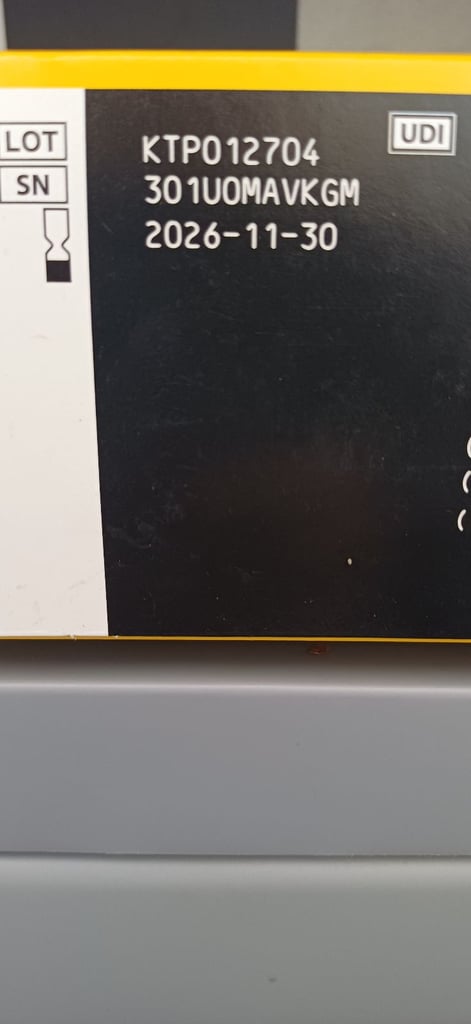 LOT KTP012704 UDI
SN 301U0MAVKGM
2026-11-30